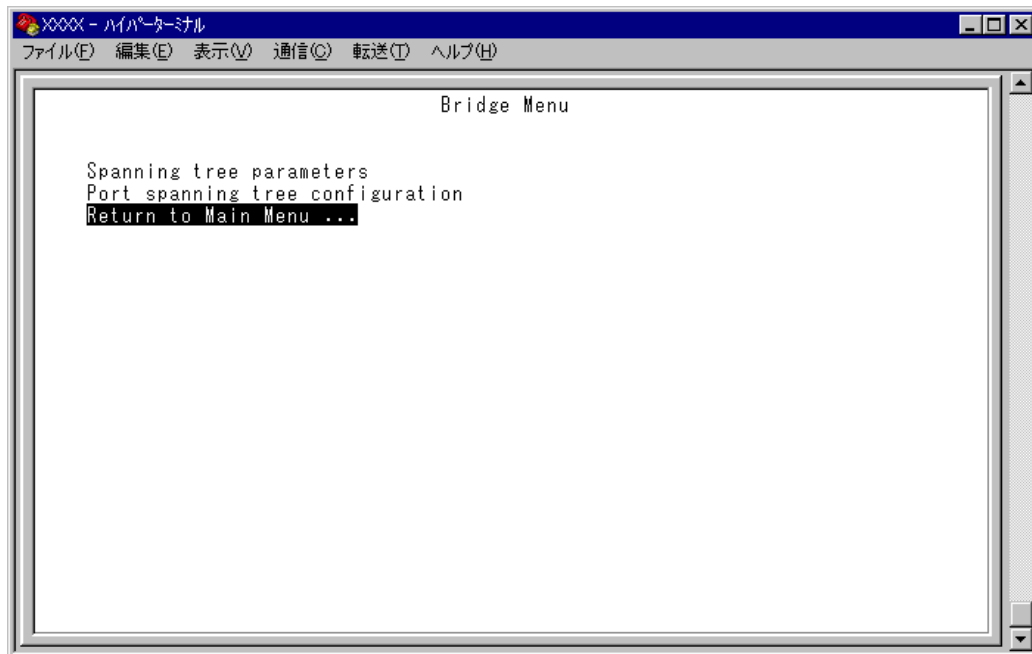 XXXX - ﾊｲﾊﾟｰﾀｰﾐﾅﾙ
ファイル(F) 編集(E) 表示(V) 通信(C) 転送(T) ヘルプ(H)
Bridge Menu
Spanning tree parameters
Port spanning tree configuration
Return to Main Menu ...